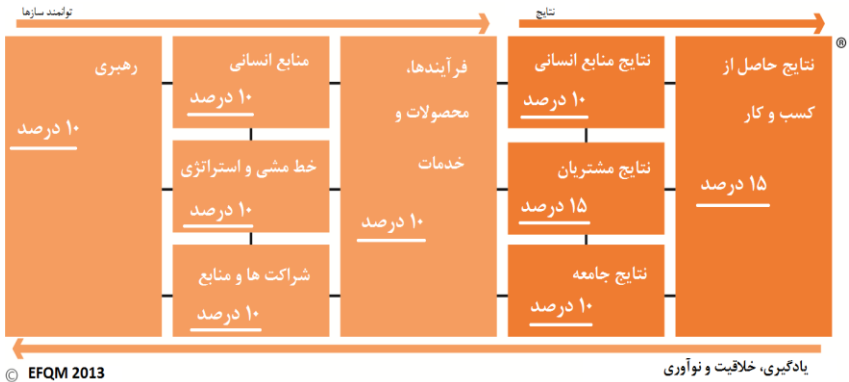 توانمند سازها
نتایج
رهبری
۱۰ درصد
منابع انسانی
۱۰ درصد
خط مشی و استراتژی
۱۰ درصد
شراکت ها و منابع
۱۰ درصد
فرآیندها،
محصولات و
خدمات
۱۰ درصد
نتایج منابع انسانی
۱۰ درصد
نتایج مشتریان
۱۵ درصد
نتایج جامعه
۱۰ درصد
نتایج حاصل از
کسب و کار
۱۵ درصد
®
یادگیری، خلاقیت و نوآوری
© EFQM 2013